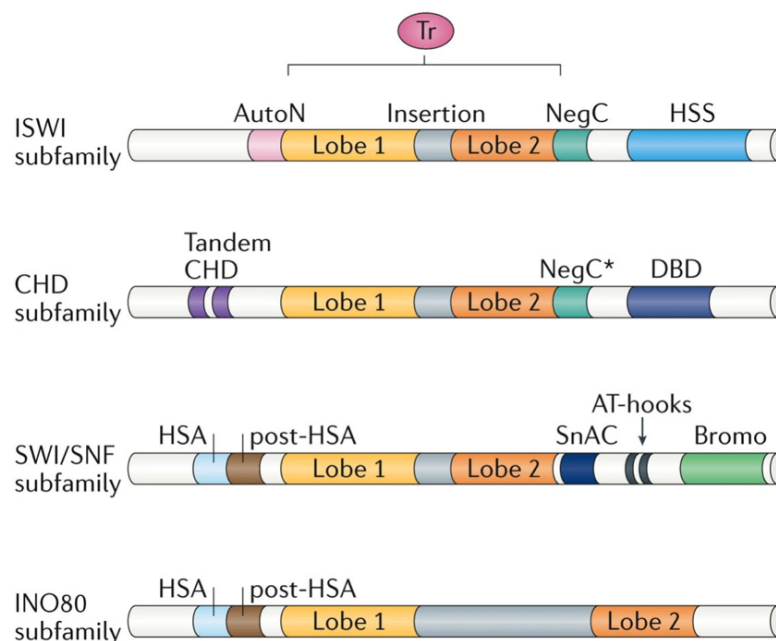 Tr
AutoN Insertion NegC HSS
ISWI
subfamily
Lobe 1 Lobe 2
Tandem
CHD NegC* DBD
CHD
subfamily
Lobe 1 Lobe 2
AT-hooks
HSA post-HSA SnAC Bromo
SWI/SNF
subfamily
Lobe 1 Lobe 2
HSA post-HSA
INO80
subfamily
Lobe 1 Lobe 2